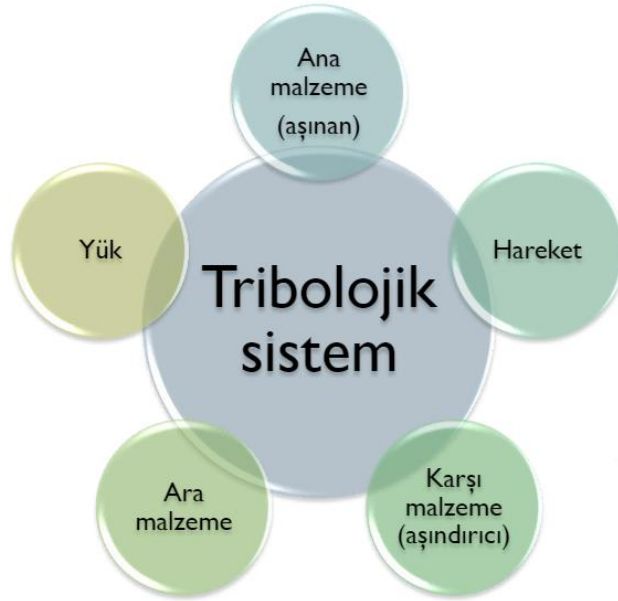 Ana
malzeme
(aşınan)
Yük
Hareket
Tribolojik
sistem
Ara
malzeme
Karşı
malzeme
(aşındırıcı)